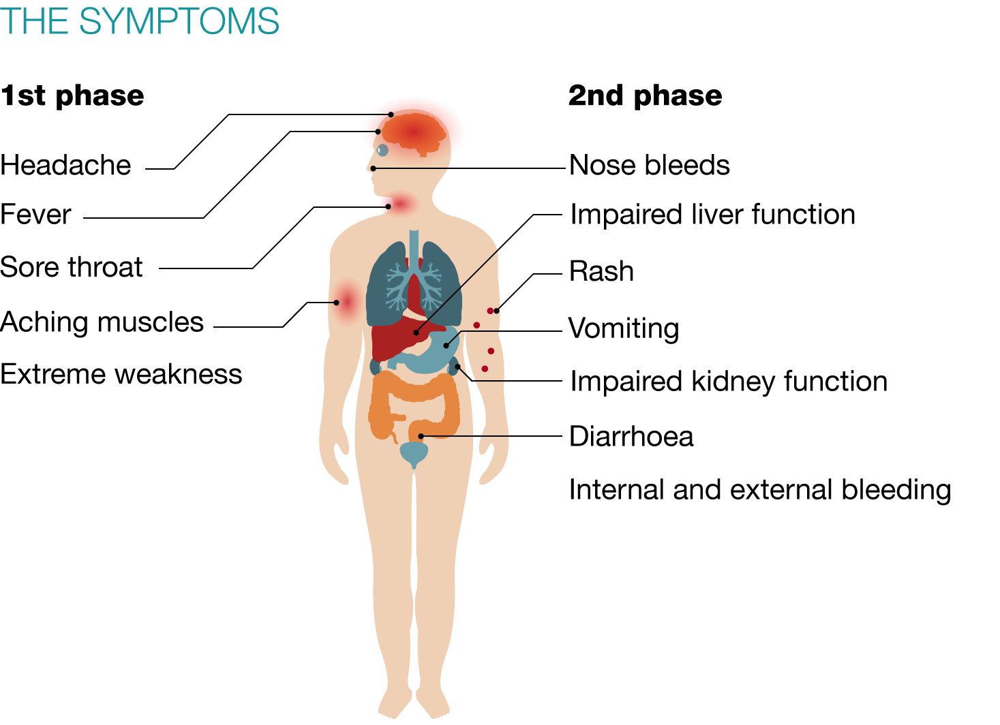 THE SYMPTOMS
1st phase
Headache
Fever
Sore throat
Aching muscles
Extreme weakness
2nd phase
Nose bleeds
Impaired liver function
Rash
Vomiting
Impaired kidney function
Diarrhoea
Internal and external bleeding